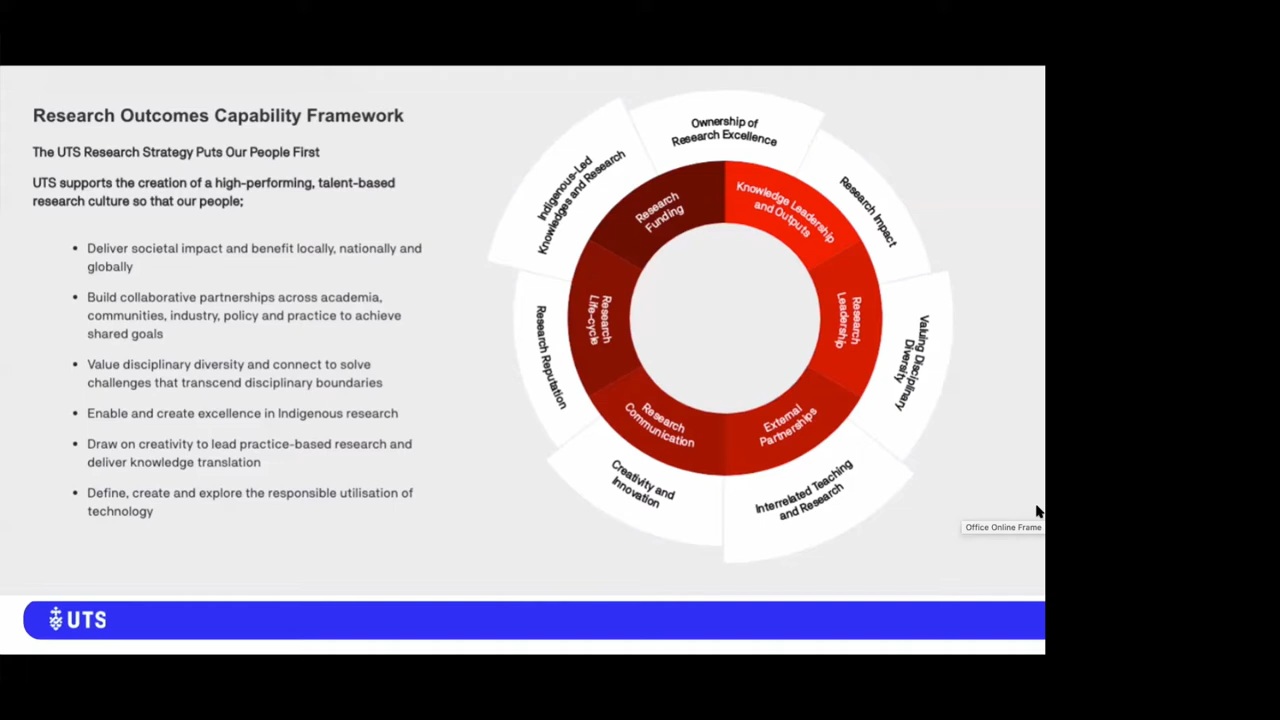 Research Outcomes Capability Framework
The UTS Research Strategy Puts Our People First
UTS supports the creation of a high-performing, talent-based
research culture so that our people;
• Deliver societal impact and benefit locally, nationally and
globally
• Build collaborative partnerships across academia,
communities, industry, policy and practice to achieve
shared goals
• Value disciplinary diversity and connect to solve
challenges that transcend disciplinary boundaries
• Enable and create excellence in Indigenous research
• Draw on creativity to lead practice-based research and
deliver knowledge translation
• Define, create and explore the responsible utilisation of
technology
Ownership of
Research Excellence
Research Impact
Valuing Disciplinary
Diversity
Interrelated Teaching
and Research
Creativity and
Innovation
Research Reputation
Indigenous-Led
Knowledges and Research
Knowledge Leadership
and Outputs
Research
Leadership
External
Partnerships
Research
Communication
Research
Life-cycle
Research
Funding
Office Online Frame
UTS